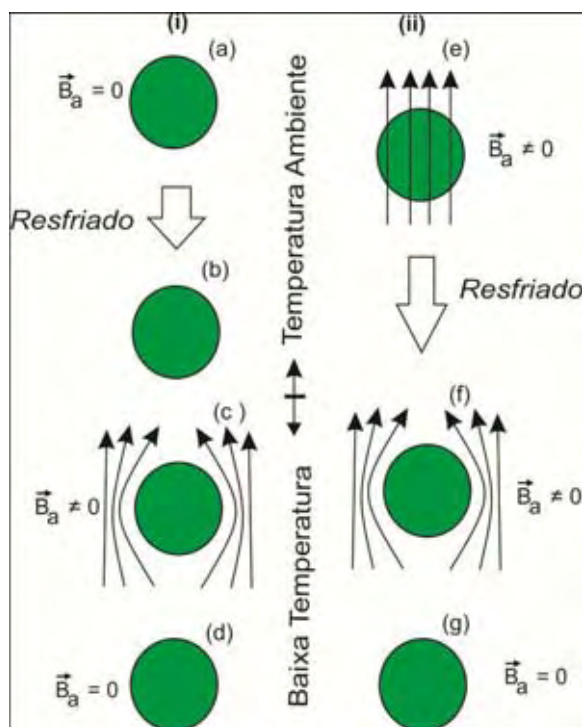 (i)
(a)
B⃗a = 0
Resfriado
(b)
(c)
B⃗a ≠ 0
(d)
B⃗a = 0
Temperatura Ambiente
Baixa Temperatura
(ii)
(e)
B⃗a ≠ 0
Resfriado
(f)
B⃗a ≠ 0
(g)
B⃗a = 0